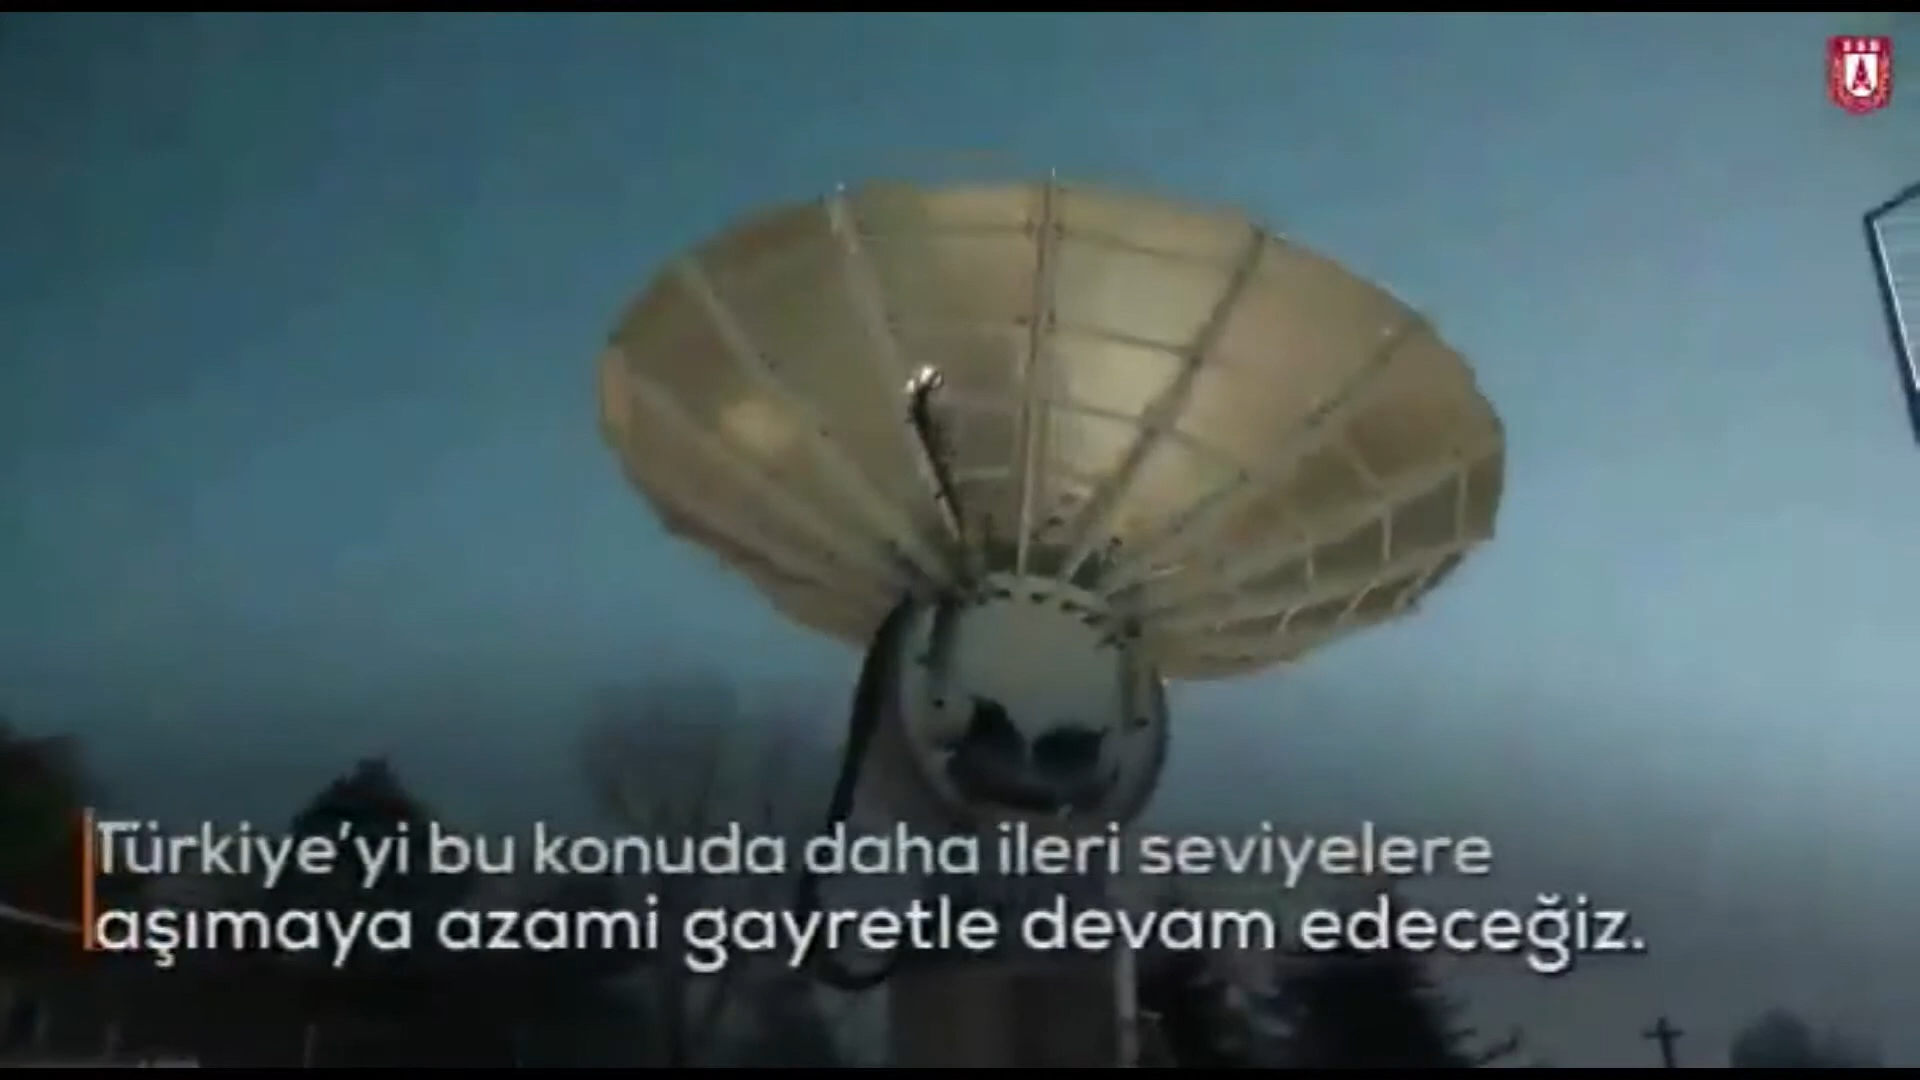 Türkiye’yi bu konuda daha ileri seviyelere
aşımaya azami gayretle devam edeceğiz.